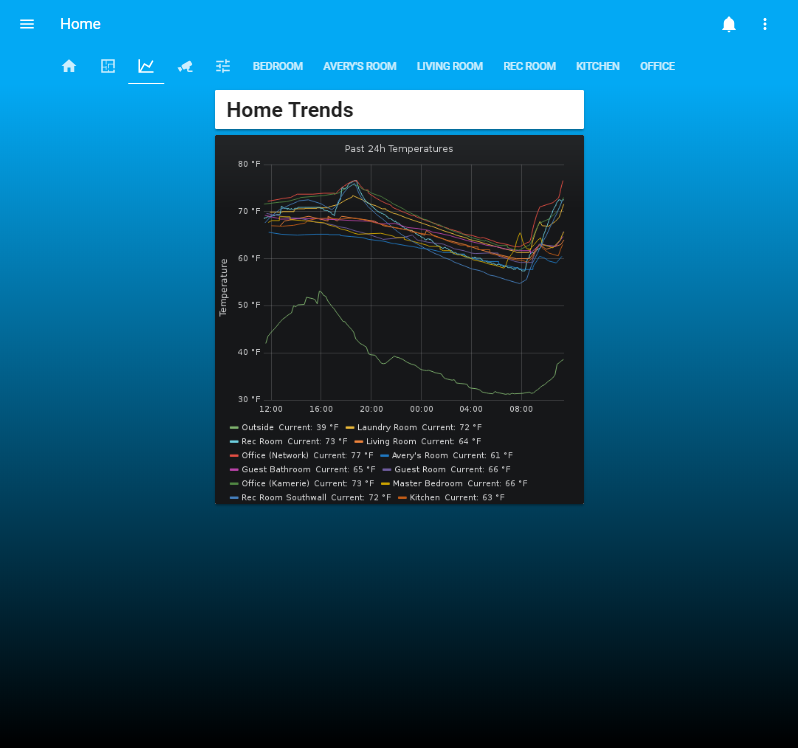 Home
BEDROOM AVERY'S ROOM LIVING ROOM REC ROOM KITCHEN OFFICE
Home Trends
Past 24h Temperatures
80 °F
70 °F
60 °F
50 °F
40 °F
30 °F
Temperature
12:00 16:00 20:00 00:00 04:00 08:00
Outside Current: 39 °F Laundry Room Current: 72 °F
Rec Room Current: 73 °F Living Room Current: 64 °F
Office (Network) Current: 77 °F Avery's Room Current: 61 °F
Guest Bathroom Current: 65 °F Guest Room Current: 66 °F
Office (Kamerie) Current: 73 °F Master Bedroom Current: 66 °F
Rec Room Southwall Current: 72 °F Kitchen Current: 63 °F